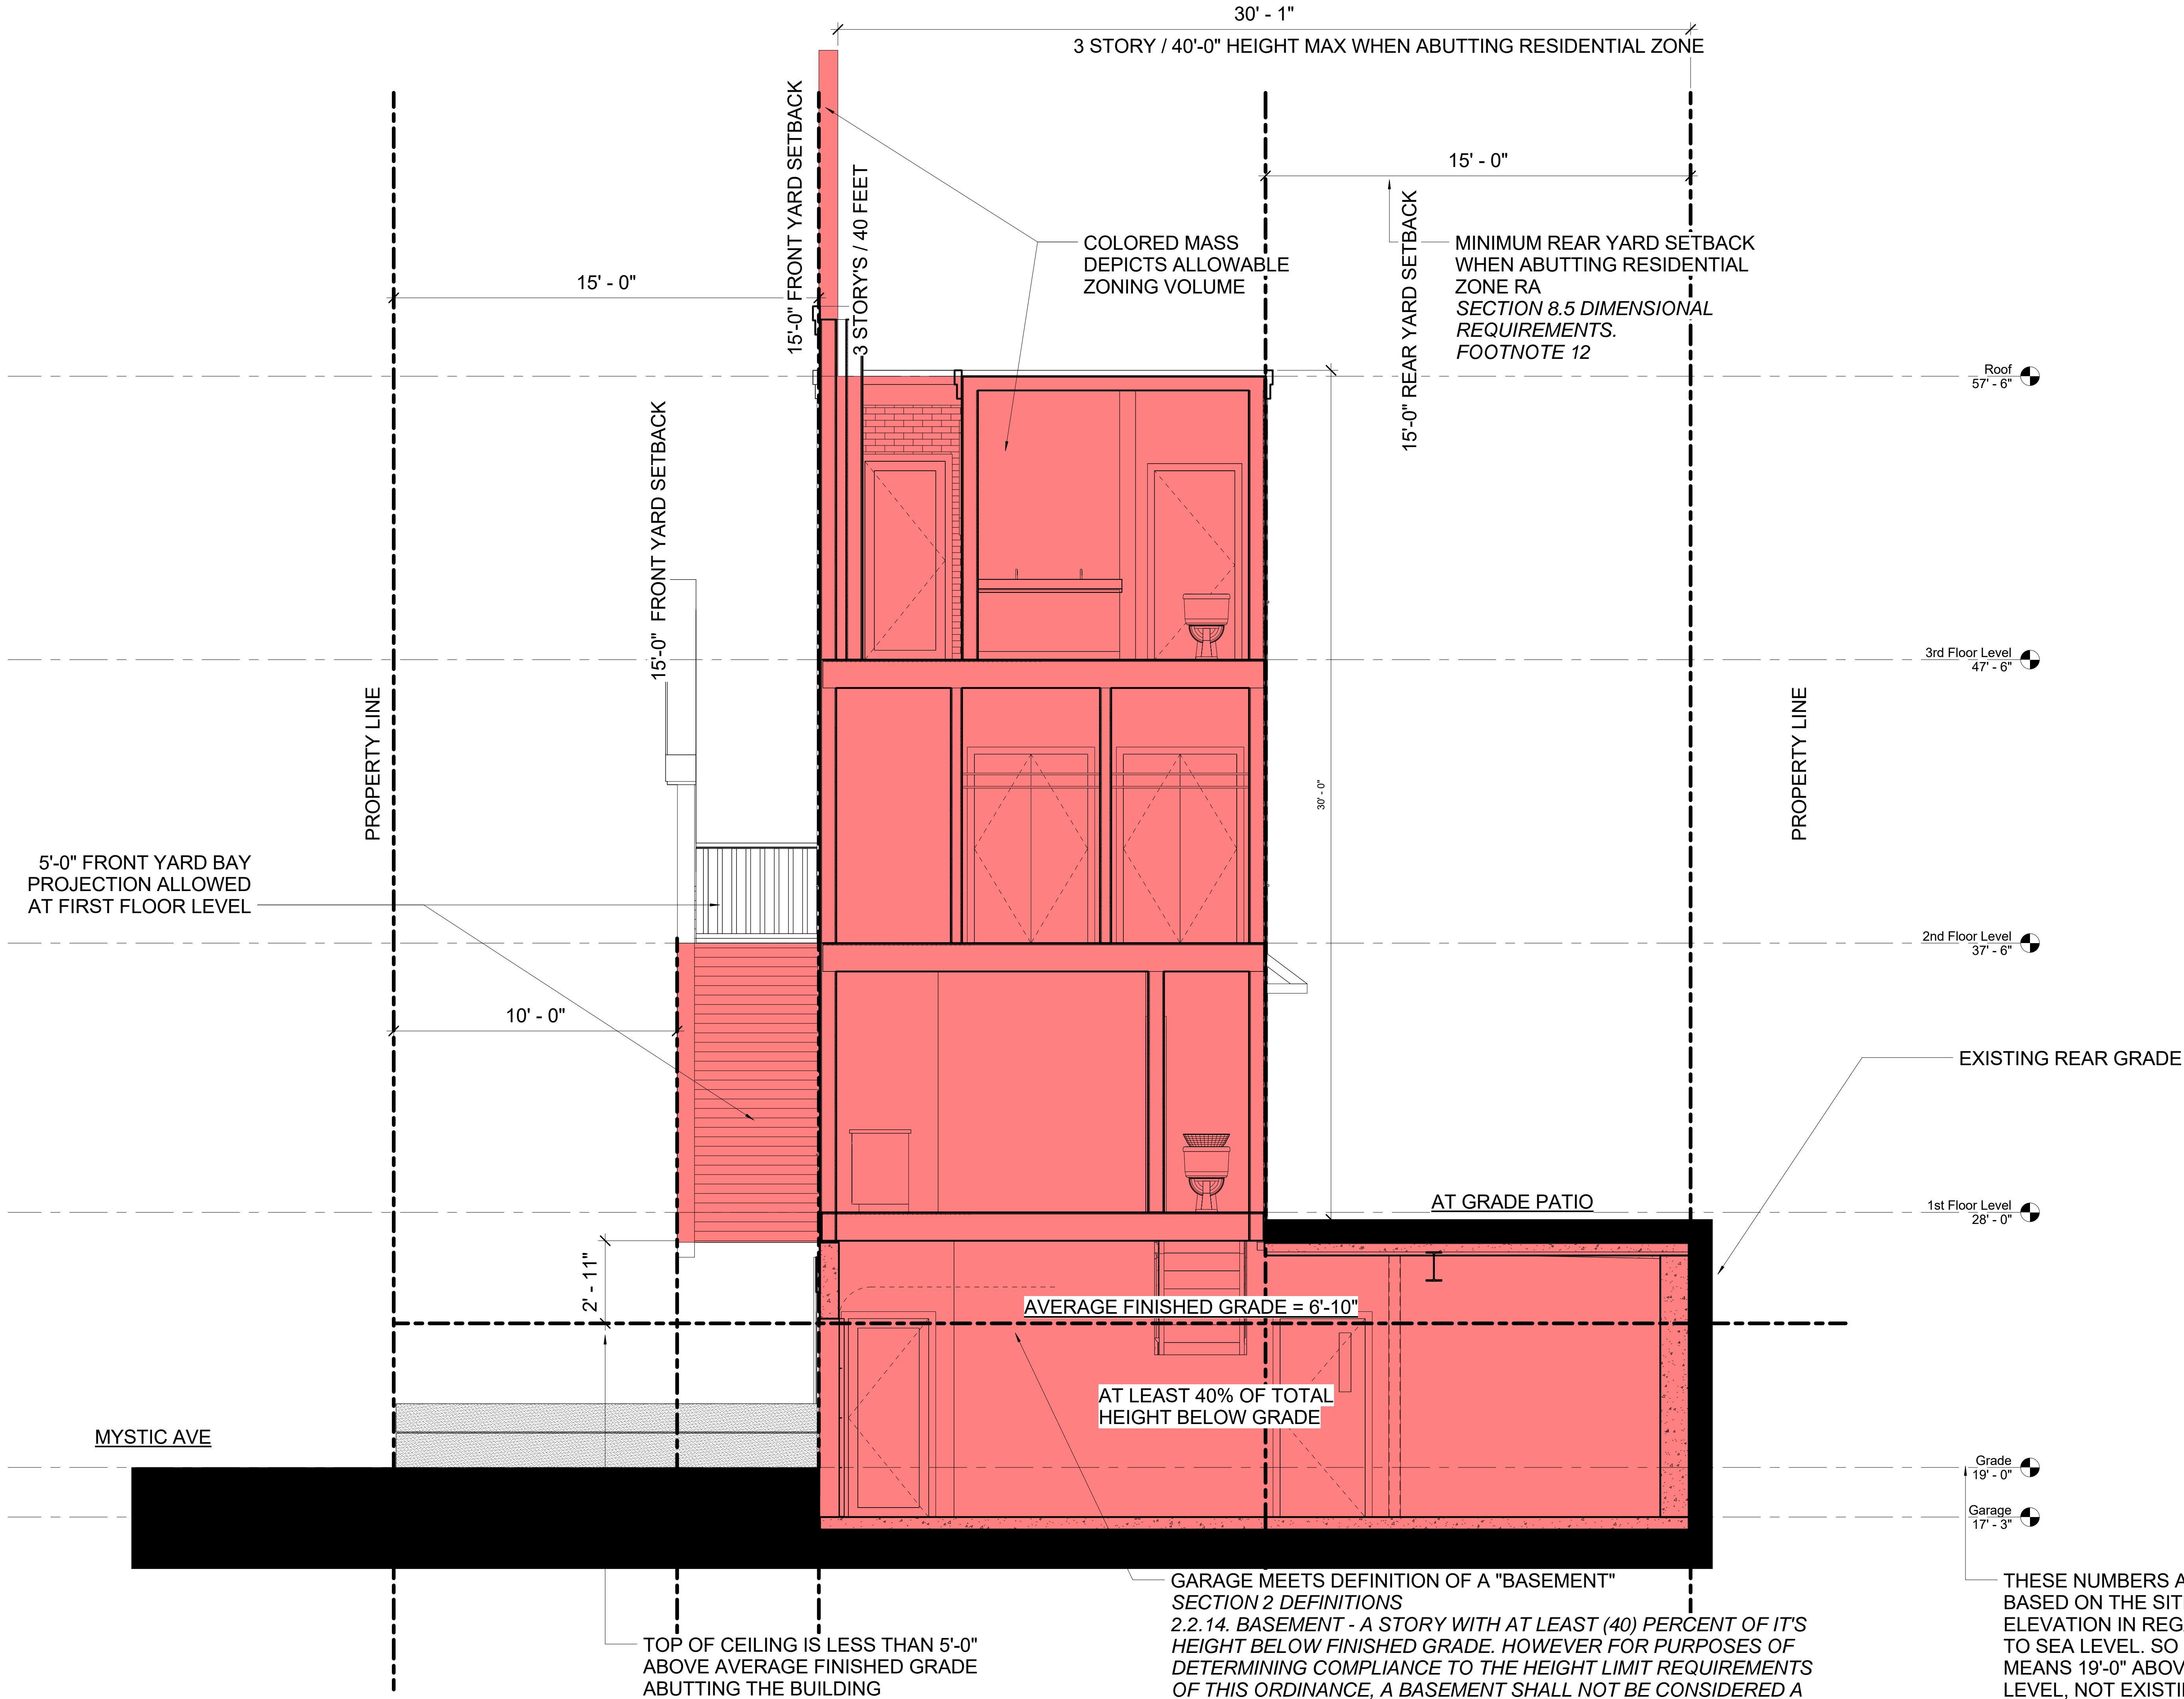 30' - 1"
3 STORY / 40'-0" HEIGHT MAX WHEN ABUTTING RESIDENTIAL ZONE
15'-0" FRONT YARD SETBACK
3 STORY'S / 40 FEET
15' - 0"
15' - 0"
COLORED MASS
DEPICTS ALLOWABLE
ZONING VOLUME
15'-0" REAR YARD SETBACK
MINIMUM REAR YARD SETBACK
WHEN ABUTTING RESIDENTIAL
ZONE RA
SECTION 8.5 DIMENSIONAL
REQUIREMENTS.
FOOTNOTE 12
Roof
57' - 6"
15'-0" FRONT YARD SETBACK
3rd Floor Level
47' - 6"
PROPERTY LINE
30' - 0"
PROPERTY LINE
5'-0" FRONT YARD BAY
PROJECTION ALLOWED
AT FIRST FLOOR LEVEL
2nd Floor Level
37' - 6"
10' - 0"
EXISTING REAR GRADE
AT GRADE PATIO
1st Floor Level
28' - 0"
2' - 11"
AVERAGE FINISHED GRADE = 6'-10"
AT LEAST 40% OF TOTAL
HEIGHT BELOW GRADE
MYSTIC AVE
Grade
19' - 0"
Garage
17' - 3"
TOP OF CEILING IS LESS THAN 5'-0"
ABOVE AVERAGE FINISHED GRADE
ABUTTING THE BUILDING
GARAGE MEETS DEFINITION OF A "BASEMENT"
SECTION 2 DEFINITIONS
2.2.14. BASEMENT - A STORY WITH AT LEAST (40) PERCENT OF IT'S
HEIGHT BELOW FINISHED GRADE. HOWEVER FOR PURPOSES OF
DETERMINING COMPLIANCE TO THE HEIGHT LIMIT REQUIREMENTS
OF THIS ORDINANCE, A BASEMENT SHALL NOT BE CONSIDERED A
THESE NUMBERS
BASED ON THE
ELEVATION IN
TO SEA LEVEL. SO
MEANS 19'-0"
LEVEL, NOT